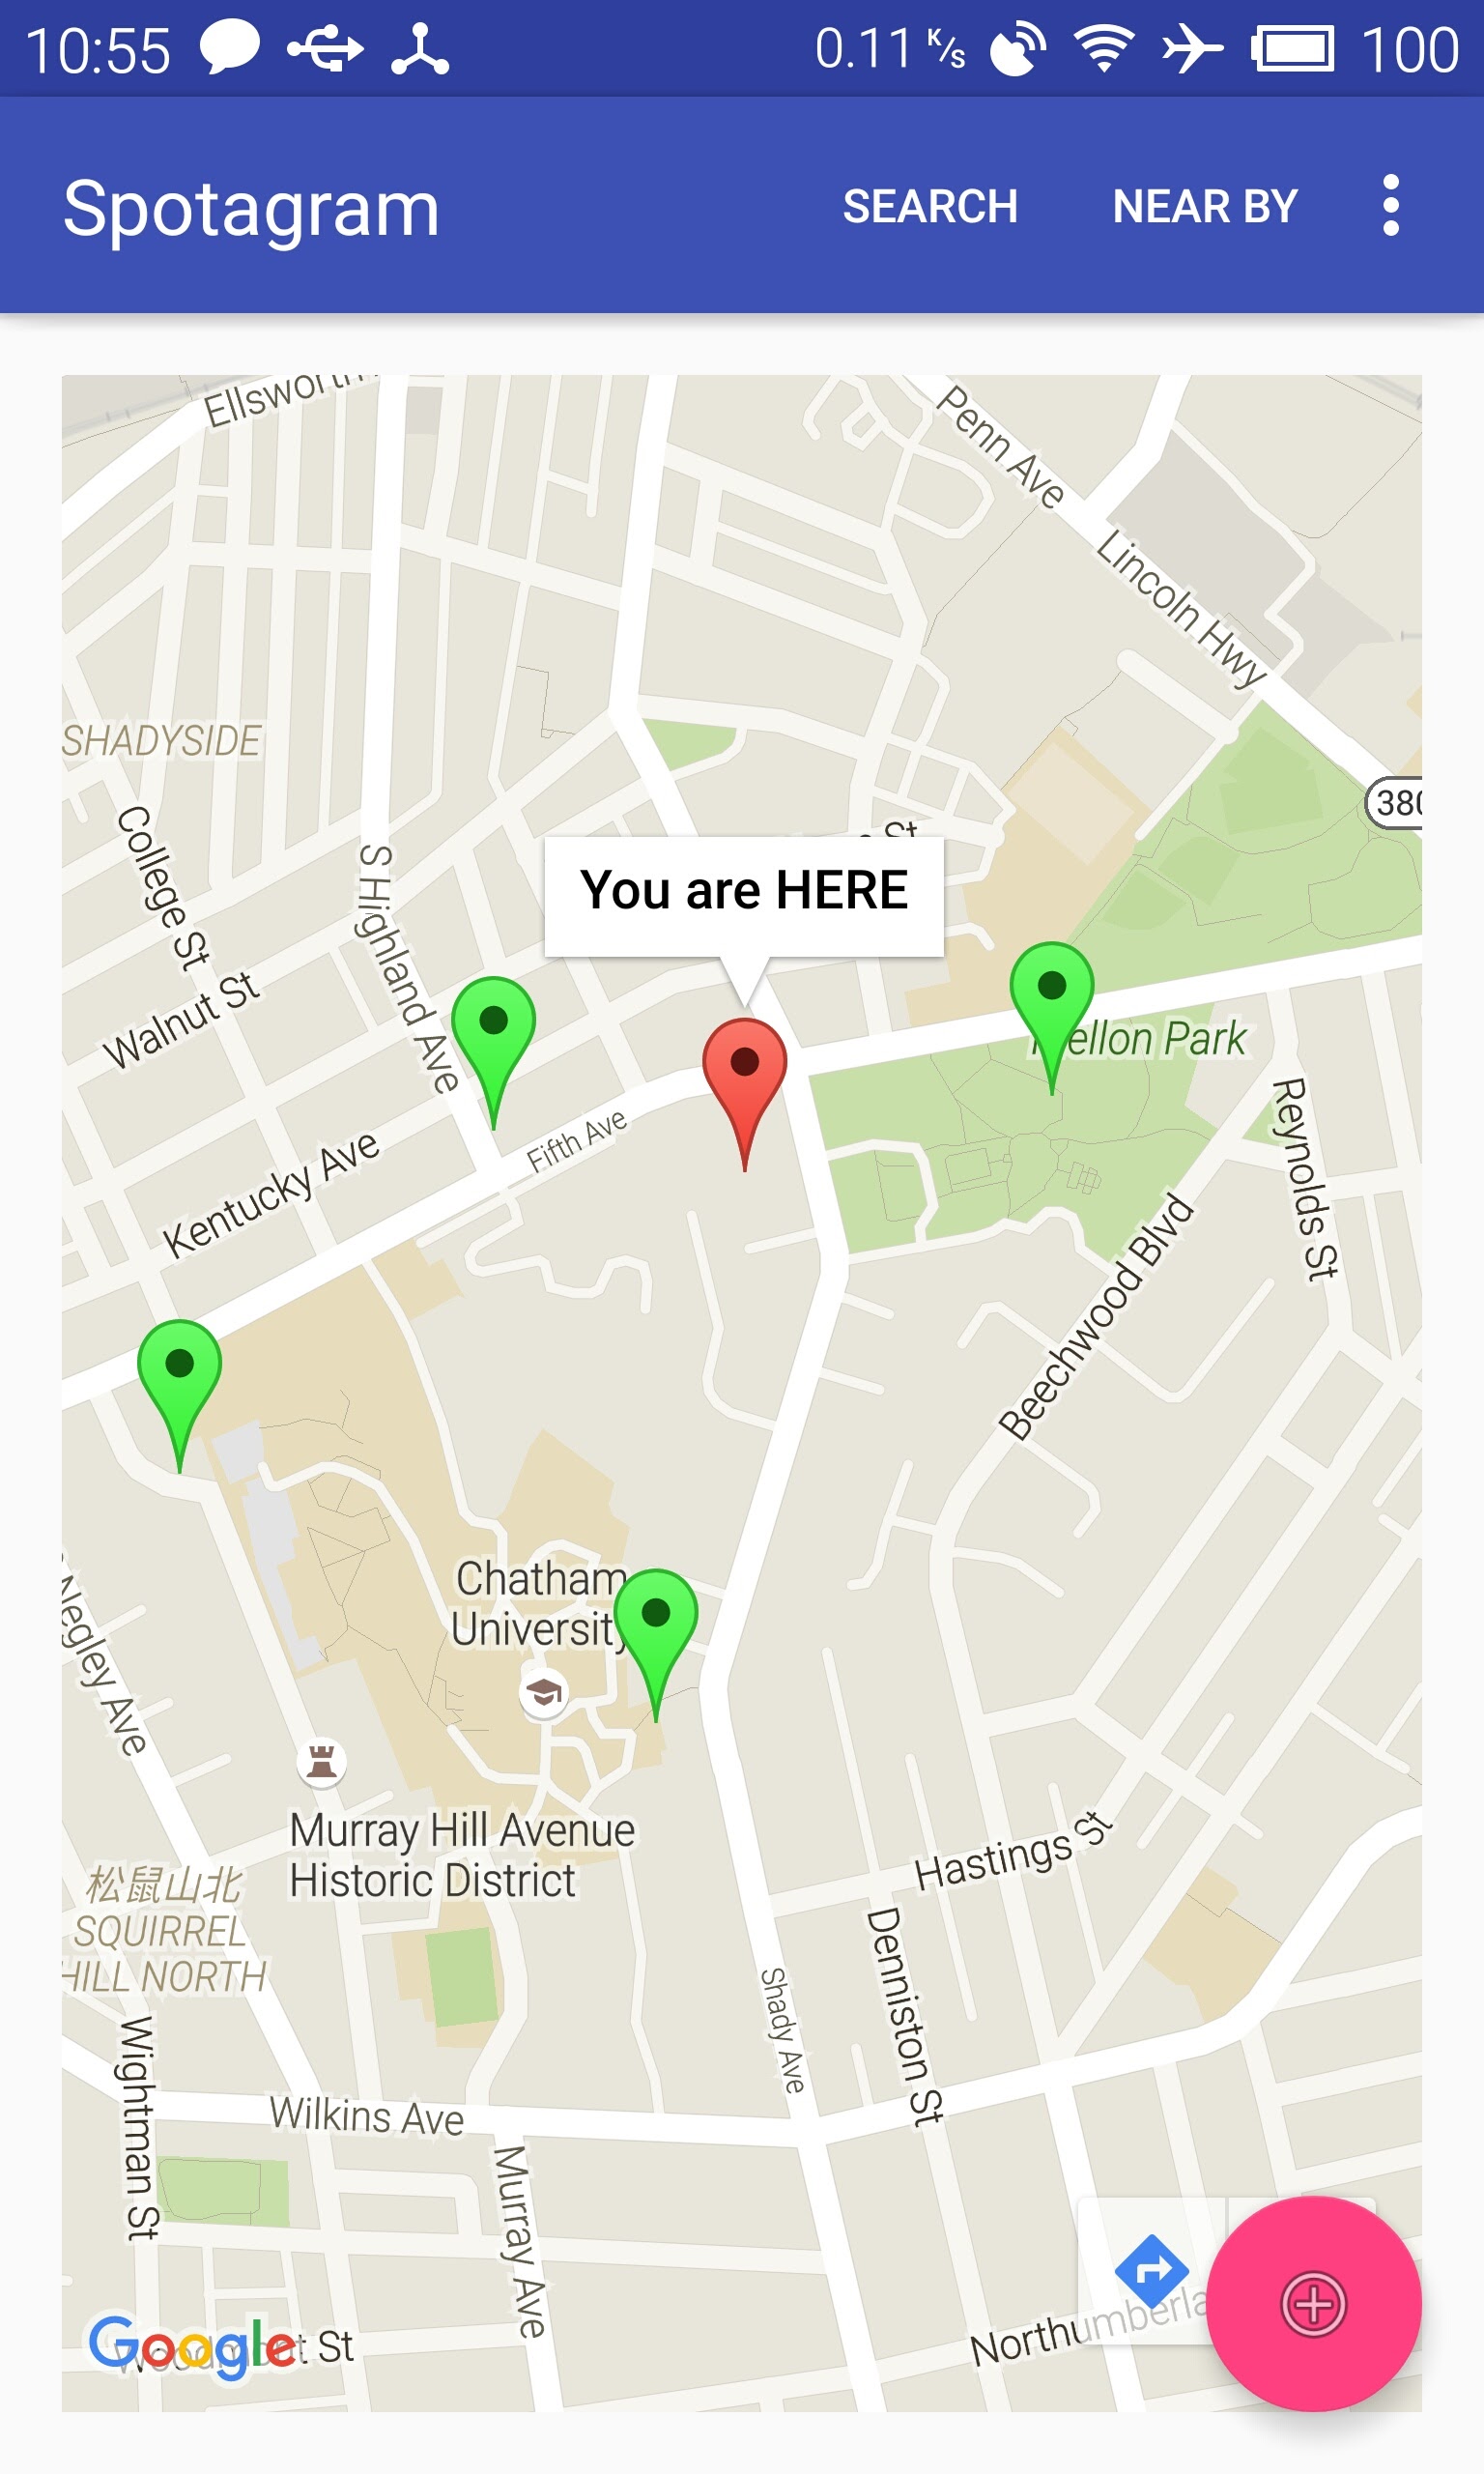 10:55
0.11 K/s
100
Spotagram
SEARCH
NEAR BY
Penn Ave
Lincoln Hwy
SHADYSIDE
380
College St
S Highland Ave
St
You are HERE
Walnut St
Mellon Park
Fifth Ave
Kentucky Ave
Reynolds St
Beechwood Blvd
Chatham
University
Negley Ave
Murray Hill Avenue
Historic District
Hastings St
松鼠山北
SQUIRREL
HILL NORTH
Denniston St
Shady Ave
Wightman St
Wilkins Ave
Murray Ave
Google
St